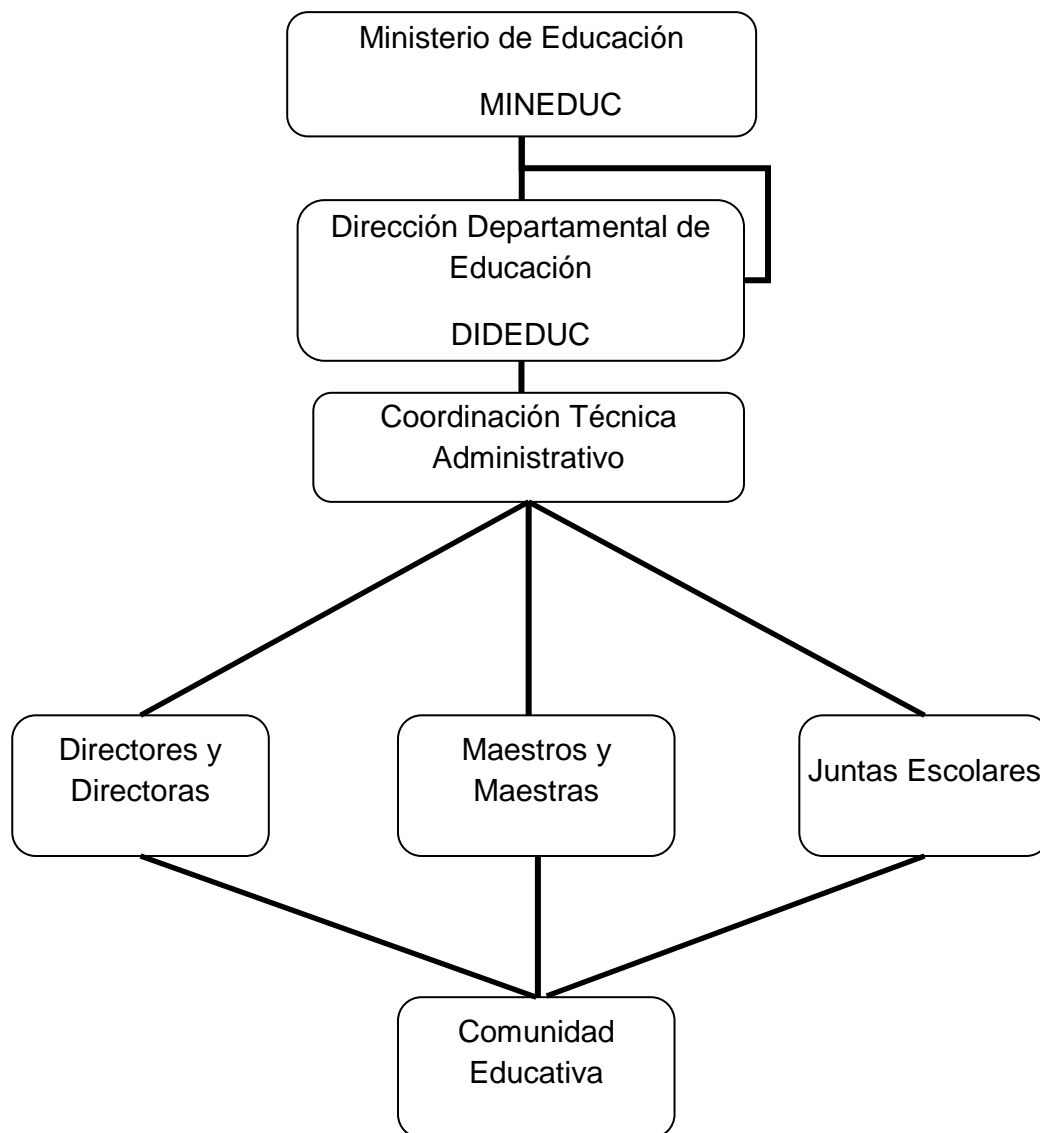 Ministerio de Educación
MINEDUC
Dirección Departamental de
Educación
DIDEDUC
Coordinación Técnica
Administrativo
Directores y
Directoras
Maestros y
Maestras
Juntas Escolares
Comunidad
Educativa